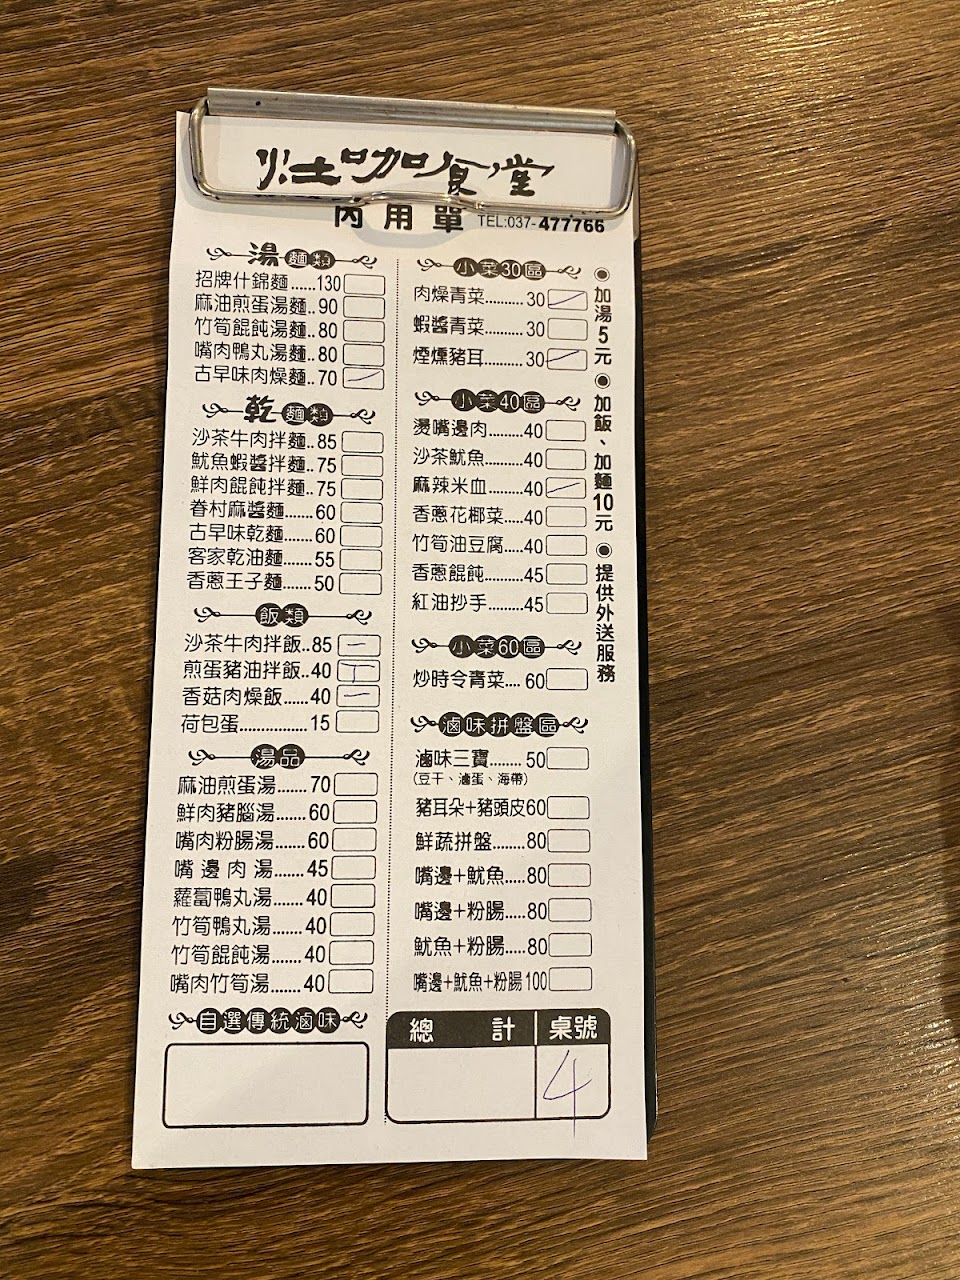 灶咖食堂
內用單 TEL:037-477766
湯麵類
招牌什錦麵......130
麻油煎蛋湯麵..90
竹筍餛飩湯麵..80
嘴肉鴨丸湯麵..80
古早味肉燥麵..70 一
乾麵類
沙茶牛肉拌麵..85
魷魚蝦醬拌麵..75
鮮肉餛飩拌麵..75
眷村麻醬麵.......60
古早味乾麵.......60
客家乾油麵.......55
香蔥王子麵.......50
飯類
沙茶牛肉拌飯..85 一
煎蛋豬油拌飯..40 丅
香菇肉燥飯......40 一
荷包蛋................15
湯品
麻油煎蛋湯.......70
鮮肉豬腦湯.......60
嘴肉粉腸湯.......60
嘴邊肉湯.......45
蘿蔔鴨丸湯.......40
竹筍鴨丸湯.......40
竹筍餛飩湯.......40
嘴肉竹筍湯.......40
自選傳統滷味
小菜30區
肉燥青菜.........30 一
蝦醬青菜.........30
煙燻豬耳.........30 一
小菜40區
燙嘴邊肉.........40
沙茶魷魚.........40
麻辣米血.........40 一
香蔥花椰菜.....40
竹筍油豆腐.....40
香蔥餛飩.........45
紅油抄手.........45
小菜60區
炒時令青菜.... 60
滷味拼盤區
滷味三寶........ 50
(豆干、滷蛋、海帶)
豬耳朵+豬頭皮60
鮮蔬拼盤........80
嘴邊+魷魚.....80
嘴邊+粉腸.....80
魷魚+粉腸.....80
嘴邊+魷魚+粉腸100
總計 桌號
4
◉加湯5元◉加飯、加麵10元◉提供外送服務